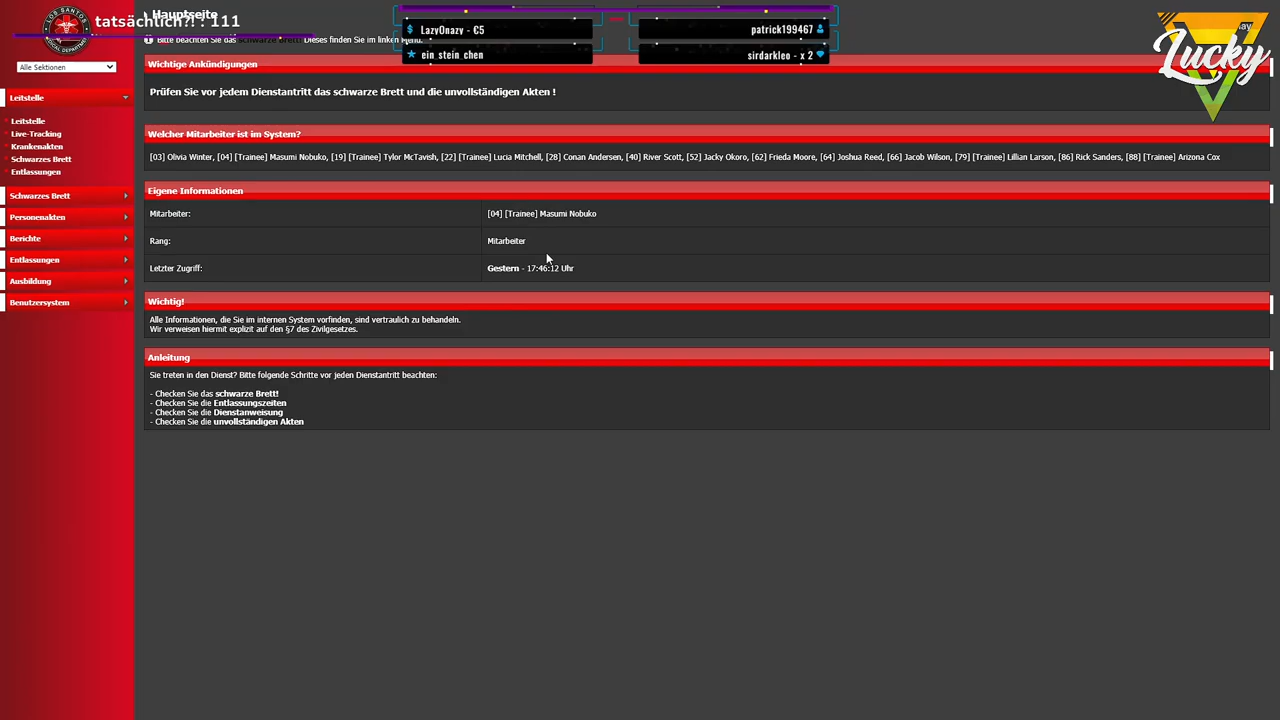 Hauptseite
tatsächlich?! : 111
Bitte beachten Sie das schwarze Brett! Dieses finden Sie im linken
LazyOnazy - €5
ein_stein_chen
patrick199467
sirdarkleo - x 2
Lucky
LOS SANTOS
MEDICAL DEPARTMENT
Alle Sektionen
Leitstelle
Leitstelle
Live-Tracking
Krankenakten
Schwarzes Brett
Entlassungen
Schwarzes Brett
Personenakten
Berichte
Entlassungen
Ausbildung
Benutzersystem
Wichtige Ankündigungen
Prüfen Sie vor jedem Dienstantritt das schwarze Brett und die unvollständigen Akten !
Welcher Mitarbeiter ist im System?
[03] Olivia Winter, [04] [Trainee] Masumi Nobuko, [19] [Trainee] Tylor McTavish, [22] [Trainee] Lucia Mitchell, [28] Conan Andersen, [40] River Scott, [52] Jacky Okoro, [62] Frieda Moore, [64] Joshua Reed, [66] Jacob Wilson, [79] [Trainee] Lillian Larson, [86] Rick Sanders, [88] [Trainee] Arizona Cox
Eigene Informationen
Mitarbeiter: [04] [Trainee] Masumi Nobuko
Rang: Mitarbeiter
Letzter Zugriff: Gestern - 17:46:12 Uhr
Wichtig!
Alle Informationen, die Sie im internen System vorfinden, sind vertraulich zu behandeln.
Wir verweisen hiermit explizit auf den §7 des Zivilgesetzes.
Anleitung
Sie treten in den Dienst? Bitte folgende Schritte vor jeden Dienstantritt beachten:
- Checken Sie das schwarze Brett!
- Checken Sie die Entlassungszeiten
- Checken Sie die Dienstanweisung
- Checken Sie die unvollständigen Akten